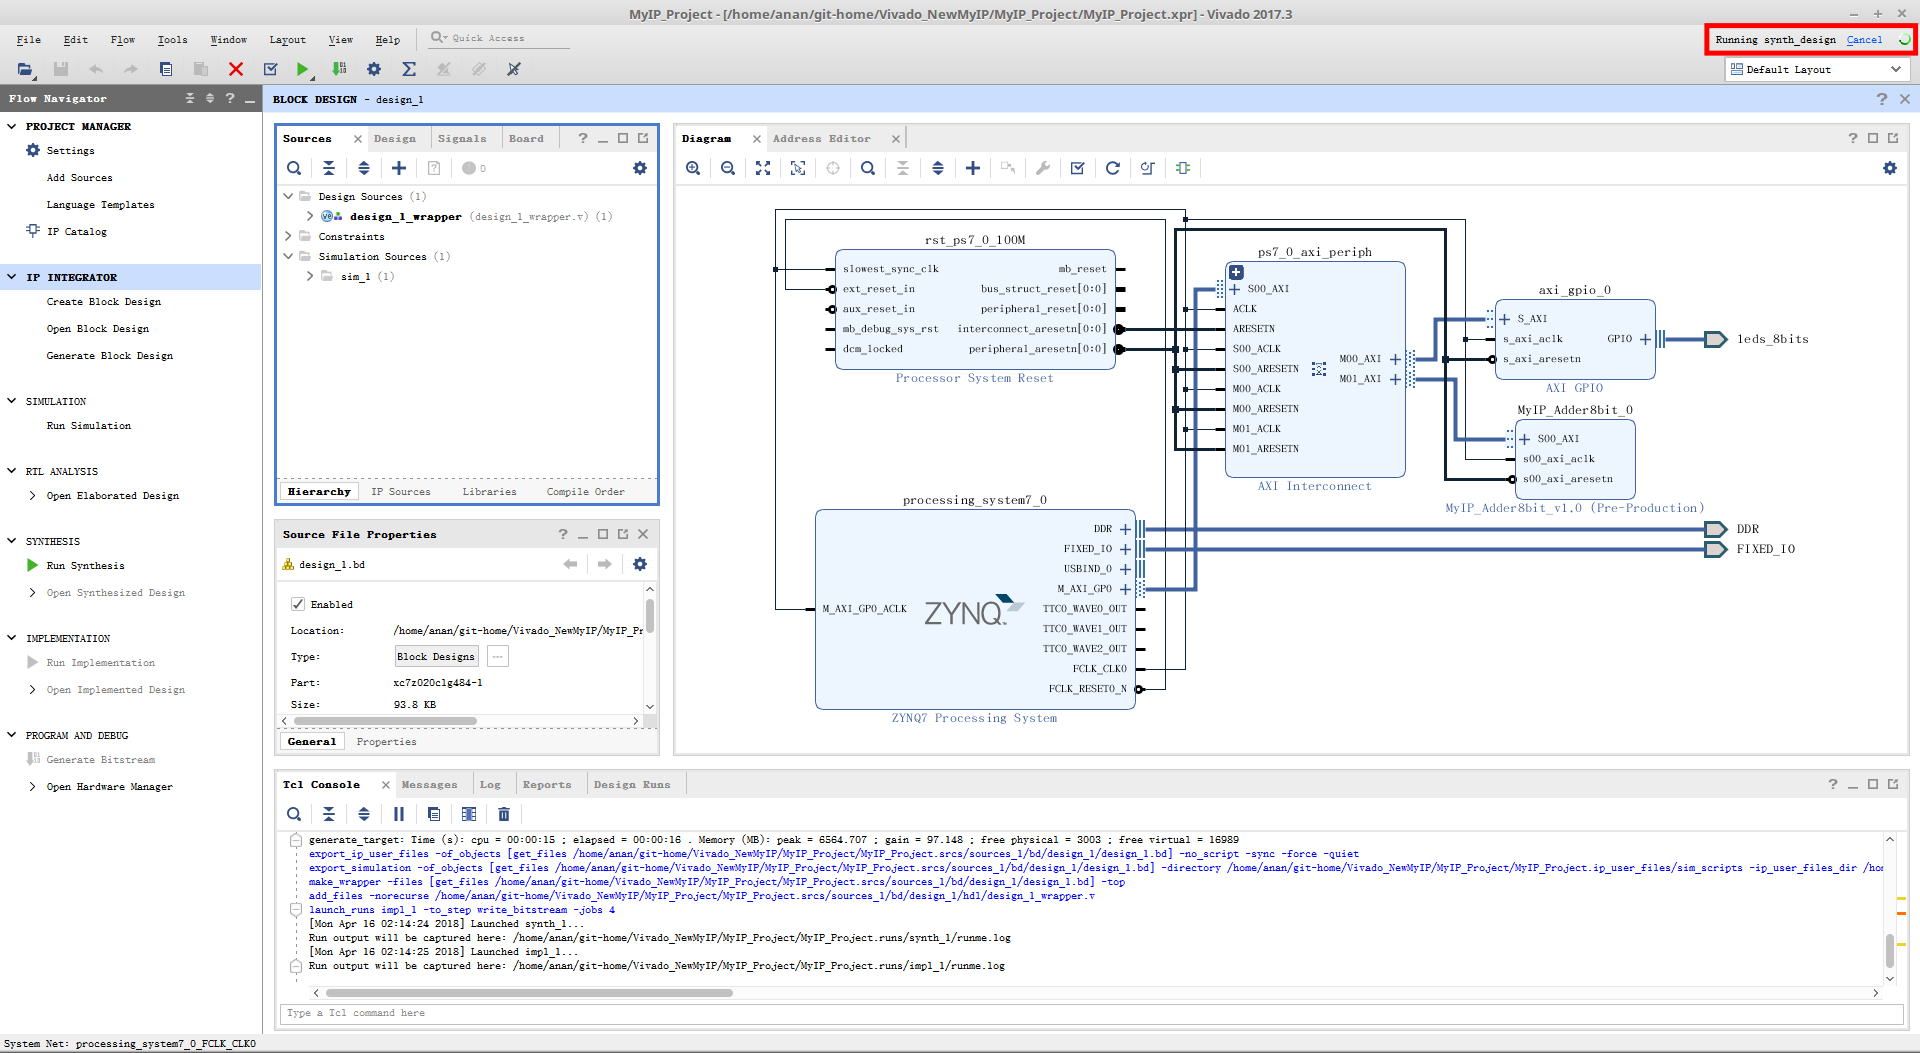 MyIP_Project - [/home/anan/git-home/Vivado_NewMyIP/MyIP_Project/MyIP_Project.xpr] - Vivado 2017.3
File Edit Flow Tools Window Layout View Help Quick Access
Running synth_design Cancel
Default Layout
Flow Navigator
PROJECT MANAGER
Settings
Add Sources
Language Templates
IP Catalog
IP INTEGRATOR
Create Block Design
Open Block Design
Generate Block Design
SIMULATION
Run Simulation
RTL ANALYSIS
Open Elaborated Design
SYNTHESIS
Run Synthesis
Open Synthesized Design
IMPLEMENTATION
Run Implementation
Open Implemented Design
PROGRAM AND DEBUG
Generate Bitstream
Open Hardware Manager
BLOCK DESIGN - design_1
Sources Design Signals Board
0
Design Sources (1)
design_1_wrapper (design_1_wrapper.v) (1)
Constraints
Simulation Sources (1)
sim_1 (1)
Hierarchy IP Sources Libraries Compile Order
Source File Properties
design_1.bd
Enabled
Location: /home/anan/git-home/Vivado_NewMyIP/MyIP_Pr
Type: Block Designs
Part: xc7z020clg484-1
Size: 93.8 KB
General Properties
Diagram Address Editor
rst_ps7_0_100M
slowest_sync_clk
ext_reset_in
aux_reset_in
mb_debug_sys_rst
dcm_locked
mb_reset
bus_struct_reset[0:0]
peripheral_reset[0:0]
interconnect_aresetn[0:0]
peripheral_aresetn[0:0]
Processor System Reset
ps7_0_axi_periph
S00_AXI
ACLK
ARESETN
S00_ACLK
S00_ARESETN
M00_ACLK
M00_ARESETN
M01_ACLK
M01_ARESETN
M00_AXI
M01_AXI
AXI Interconnect
axi_gpio_0
S_AXI
s_axi_aclk
s_axi_aresetn
GPIO
AXI GPIO
leds_8bits
MyIP_Adder8bit_0
S00_AXI
s00_axi_aclk
s00_axi_aresetn
MyIP_Adder8bit_v1.0 (Pre-Production)
DDR
FIXED_IO
processing_system7_0
M_AXI_GP0_ACLK
ZYNQ
DDR
FIXED_IO
USBIND_0
M_AXI_GP0
TTC0_WAVE0_OUT
TTC0_WAVE1_OUT
TTC0_WAVE2_OUT
FCLK_CLK0
FCLK_RESET0_N
ZYNQ7 Processing System
Tcl Console Messages Log Reports Design Runs
generate_target: Time (s): cpu = 00:00:15 ; elapsed = 00:00:16 . Memory (MB): peak = 6564.707 ; gain = 97.148 ; free physical = 3003 ; free virtual = 16989
export_ip_user_files -of_objects [get_files /home/anan/git-home/Vivado_NewMyIP/MyIP_Project/MyIP_Project.srcs/sources_1/bd/design_1/design_1.bd] -no_script -sync -force -quiet
export_simulation -of_objects [get_files /home/anan/git-home/Vivado_NewMyIP/MyIP_Project/MyIP_Project.srcs/sources_1/bd/design_1/design_1.bd] -directory /home/anan/git-home/Vivado_NewMyIP/MyIP_Project/MyIP_Project.ip_user_files/sim_scripts -ip_user_files_dir /hom
make_wrapper -files [get_files /home/anan/git-home/Vivado_NewMyIP/MyIP_Project/MyIP_Project.srcs/sources_1/bd/design_1/design_1.bd] -top
add_files -norecurse /home/anan/git-home/Vivado_NewMyIP/MyIP_Project/MyIP_Project.srcs/sources_1/bd/design_1/hdl/design_1_wrapper.v
launch_runs impl_1 -to_step write_bitstream -jobs 4
[Mon Apr 16 02:14:24 2018] Launched synth_1...
Run output will be captured here: /home/anan/git-home/Vivado_NewMyIP/MyIP_Project/MyIP_Project.runs/synth_1/runme.log
[Mon Apr 16 02:14:25 2018] Launched impl_1...
Run output will be captured here: /home/anan/git-home/Vivado_NewMyIP/MyIP_Project/MyIP_Project.runs/impl_1/runme.log
Type a Tcl command here
System Net: processing_system7_0_FCLK_CLK0